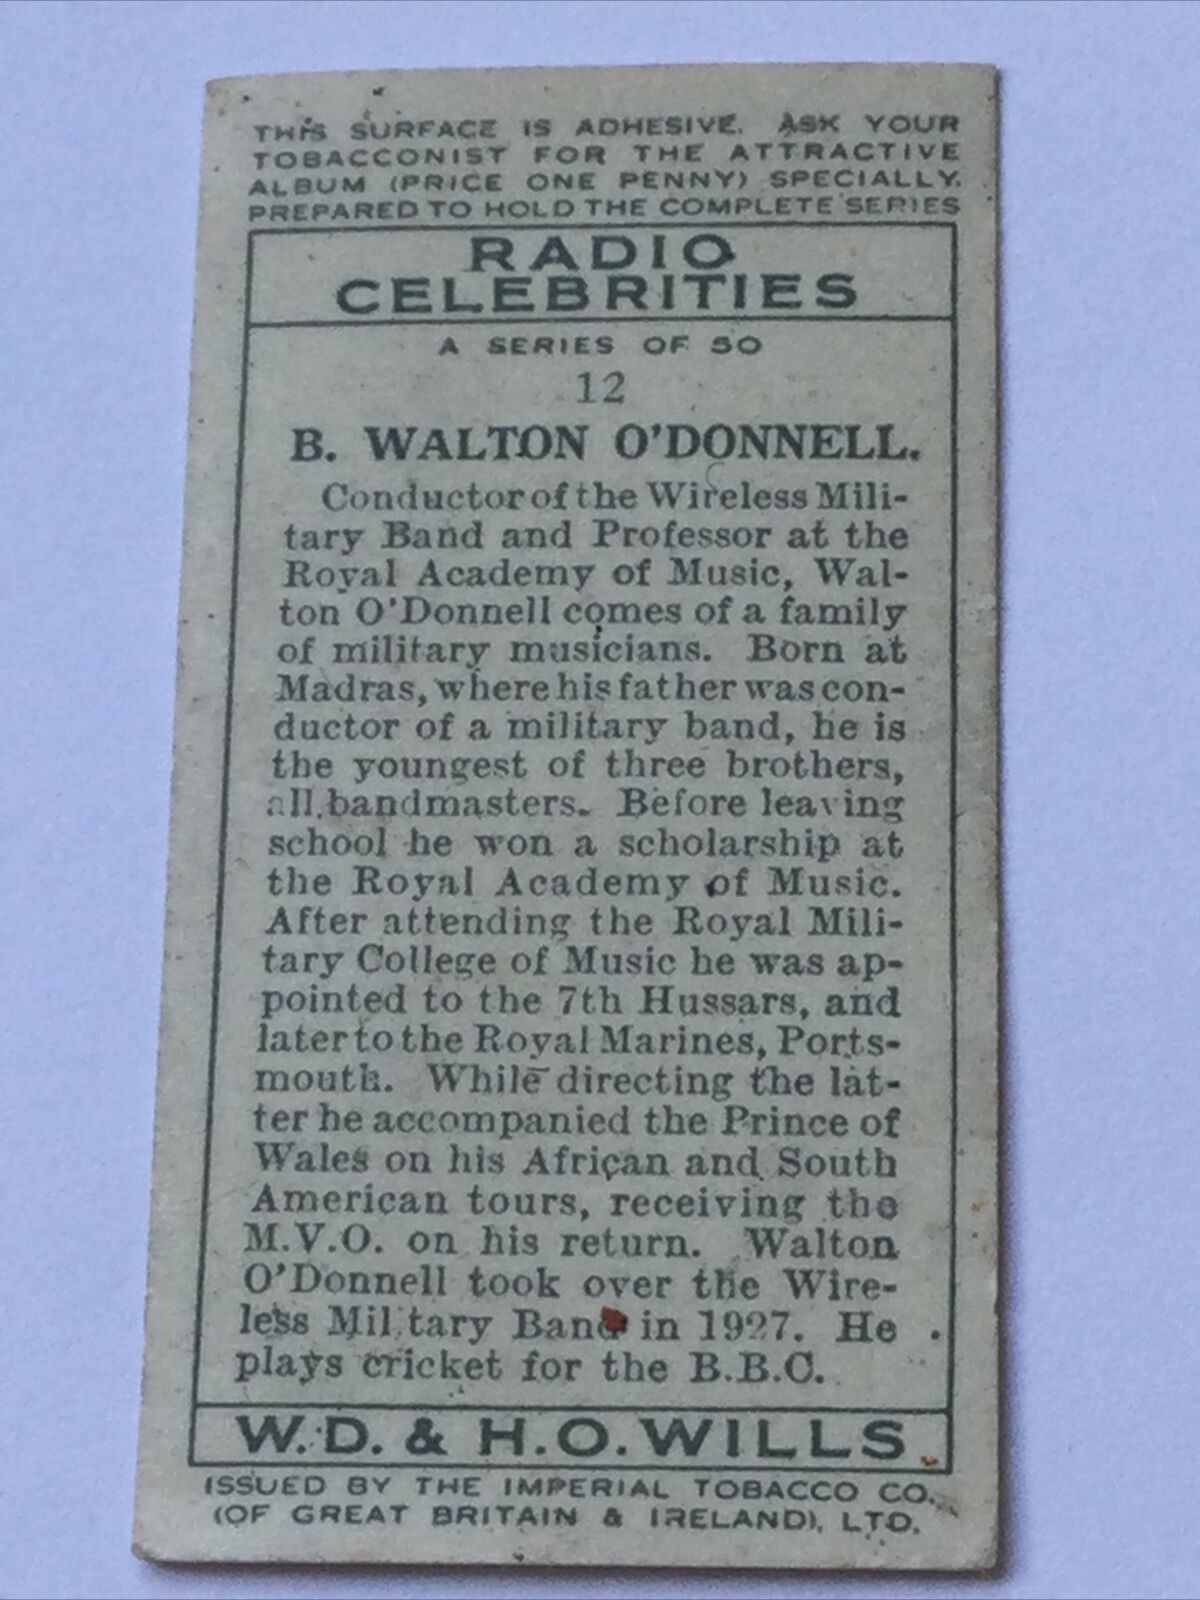 THIS SURFACE IS ADHESIVE. ASK YOUR
TOBACCONIST FOR THE ATTRACTIVE
ALBUM (PRICE ONE PENNY) SPECIALLY.
PREPARED TO HOLD THE COMPLETE SERIES
RADIO
CELEBRITIES
A SERIES OF 50
12
B. WALTON O'DONNELL.
Conductor of the Wireless Mili-
tary Band and Professor at the
Royal Academy of Music, Wal-
ton O'Donnell comes of a family
of military musicians. Born at
Madras, where his father was con-
ductor of a military band, he is
the youngest of three brothers,
all bandmasters. Before leaving
school he won a scholarship at
the Royal Academy of Music.
After attending the Royal Mili-
tary College of Music he was ap-
pointed to the 7th Hussars, and
later to the Royal Marines, Ports-
mouth. While directing the lat-
ter he accompanied the Prince of
Wales on his African and South
American tours, receiving the
M.V.O. on his return. Walton
O'Donnell took over the Wire-
less Military Band in 1927. He
plays cricket for the B.B.C.
W.D. & H.O. WILLS
ISSUED BY THE IMPERIAL TOBACCO CO.
(OF GREAT BRITAIN & IRELAND), LTD.